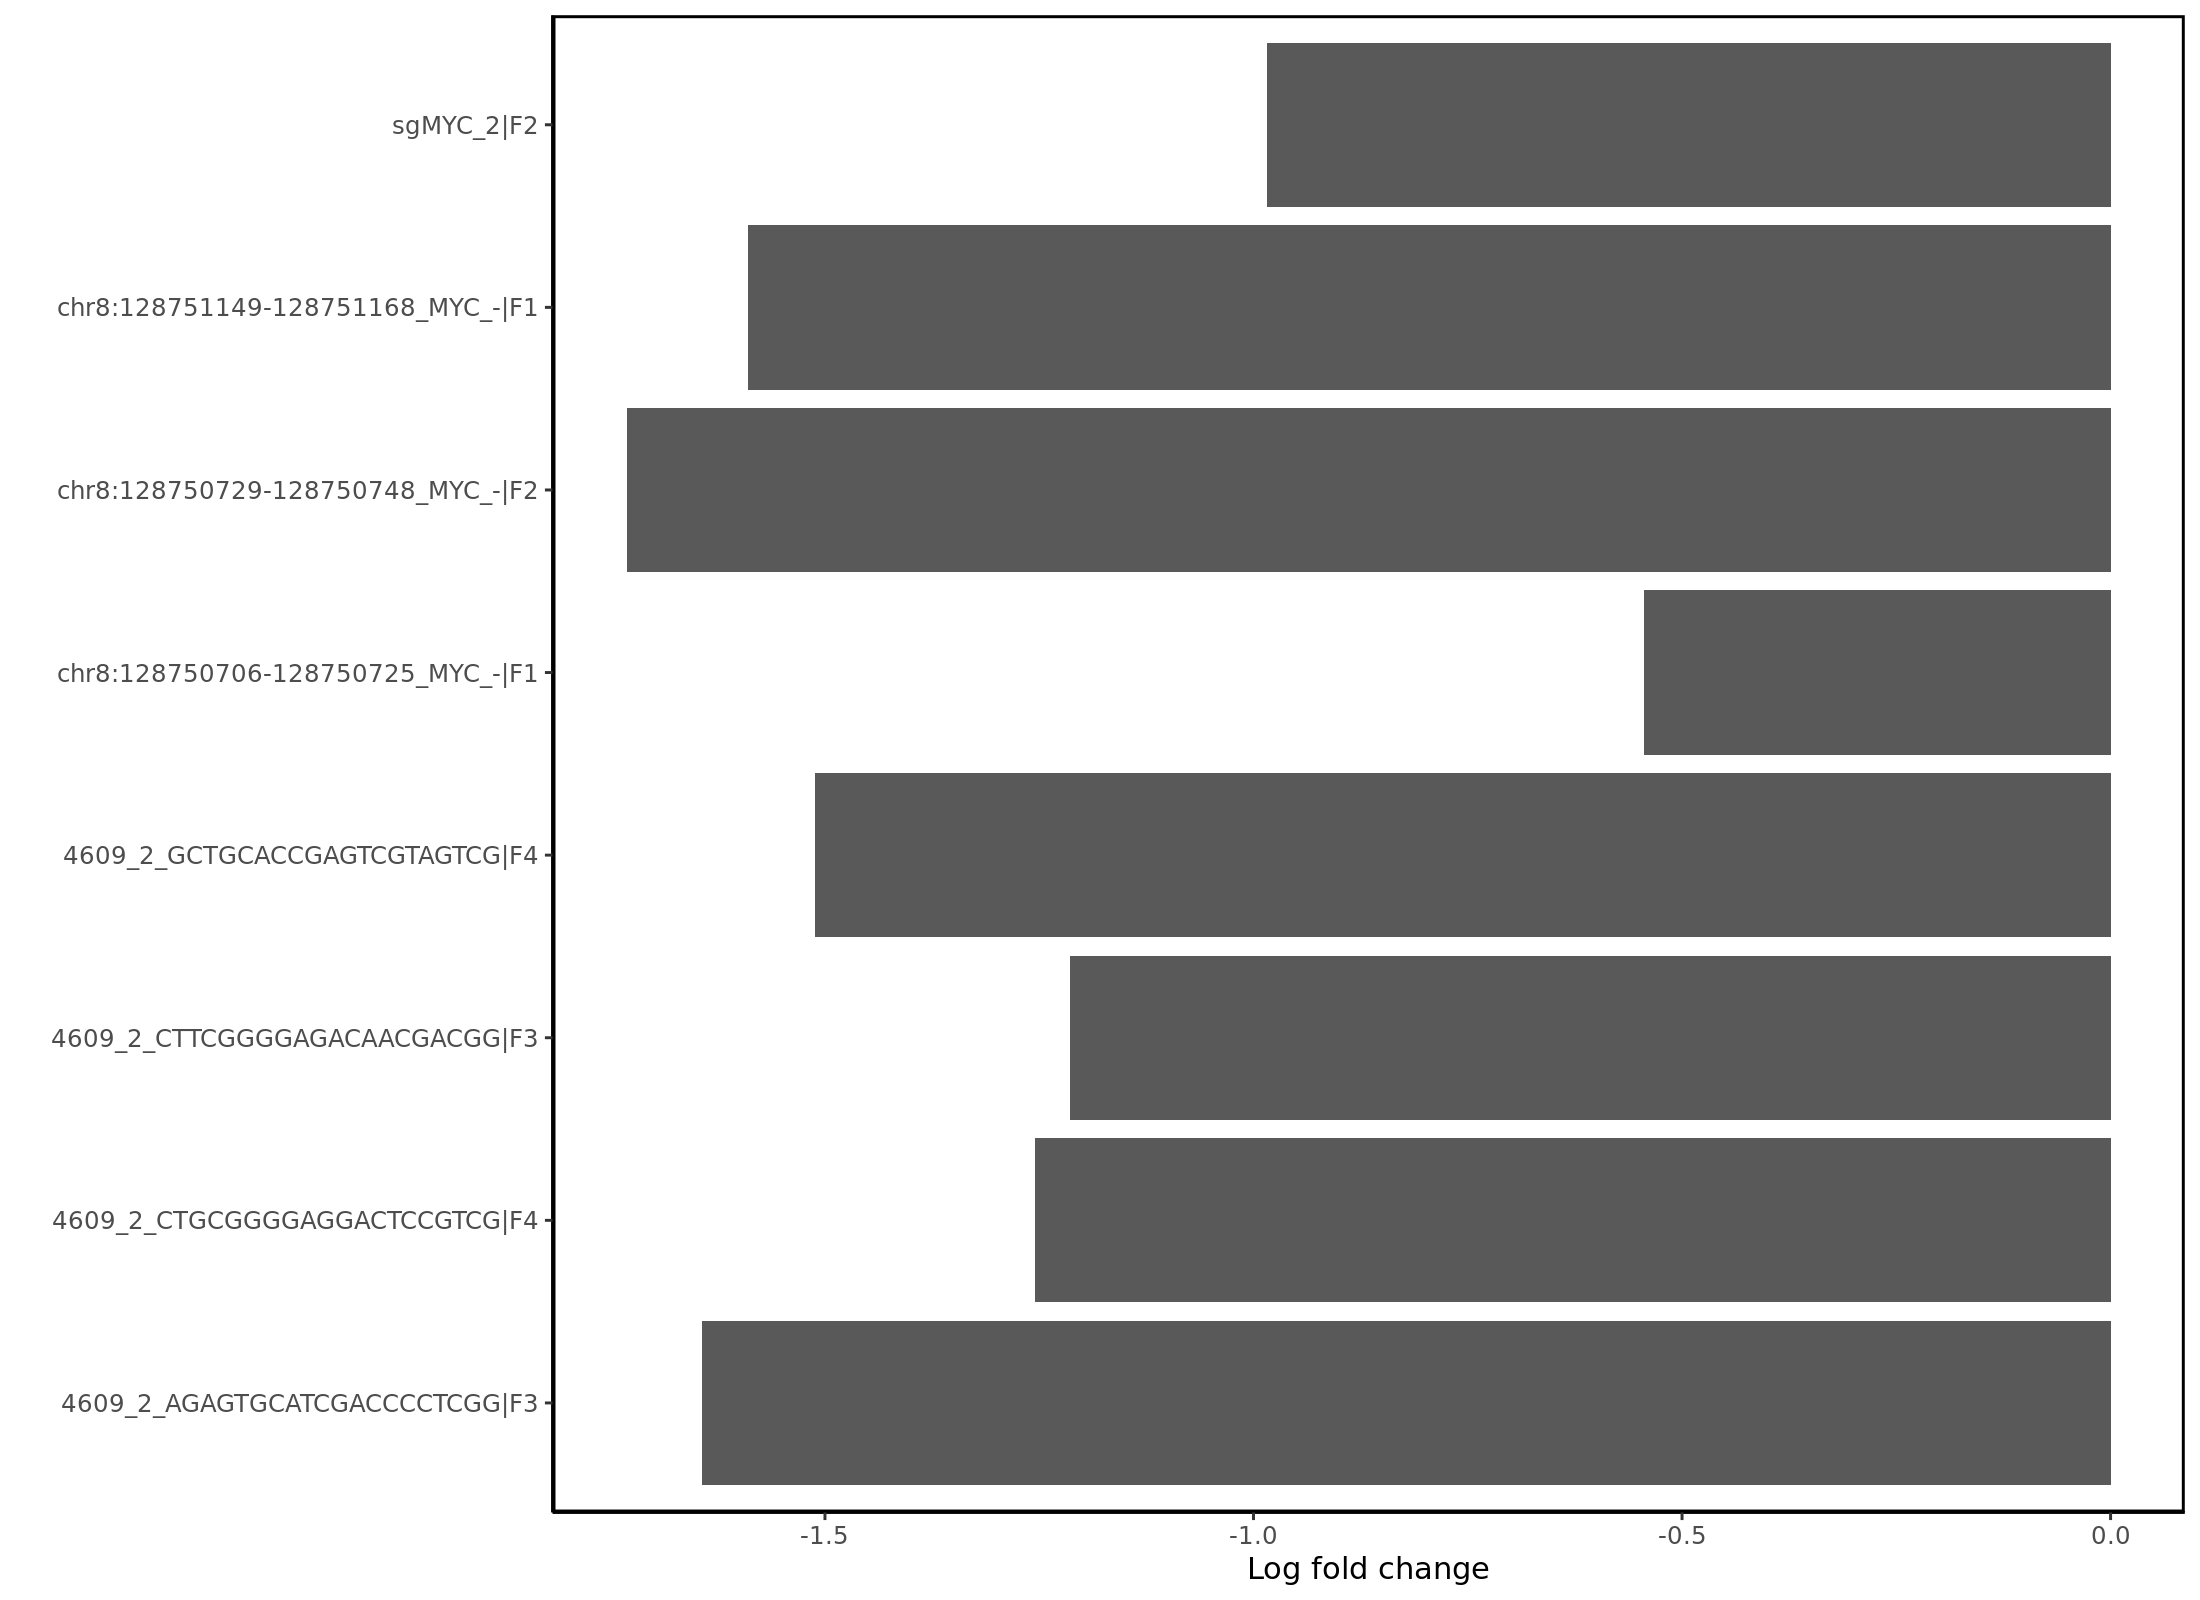 sgMYC_2|F2
chr8:128751149-128751168_MYC_-|F1
chr8:128750729-128750748_MYC_-|F2
chr8:128750706-128750725_MYC_-|F1
4609_2_GCTGCACCGAGTCGTAGTCG|F4
4609_2_CTTCGGGGAGACAACGACGG|F3
4609_2_CTGCGGGGAGGACTCCGTCG|F4
4609_2_AGAGTGCATCGACCCCTCGG|F3
-1.5 -1.0 -0.5 0.0
Log fold change